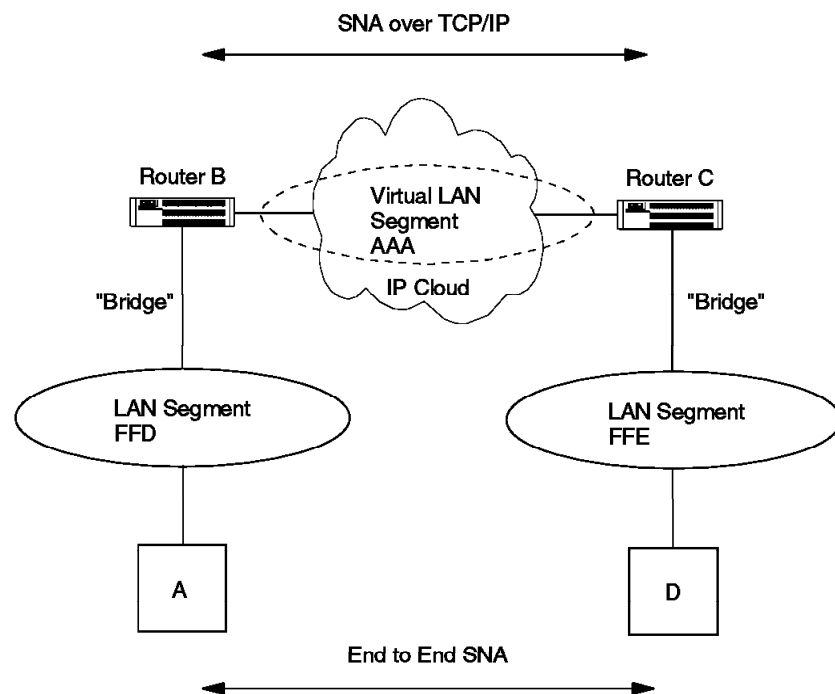 SNA over TCP/IP
Router B
Router C
Virtual LAN
Segment
AAA
IP Cloud
"Bridge"
"Bridge"
LAN Segment
FFD
LAN Segment
FFE
A
D
End to End SNA